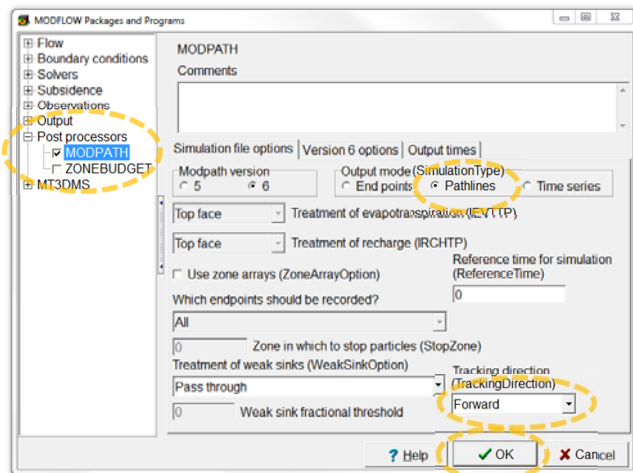 MODFLOW Packages and Programs
Flow
Boundary conditions
Solvers
Subsidence
Observations
Output
Post processors
MODPATH
ZONEBUDGET
MT3DMS
MODPATH
Comments
Simulation file options Version 6 options Output times
Modpath version
5 6
Output mode (SimulationType)
End points Pathlines Time series
Top face Treatment of evapotranspiration (IEVTTP)
Top face Treatment of recharge (IRCHTP)
Use zone arrays (ZoneArrayOption)
Reference time for simulation
(ReferenceTime)
0
Which endpoints should be recorded?
All
0 Zone in which to stop particles (StopZone)
Treatment of weak sinks (WeakSinkOption)
Pass through
Tracking direction
(TrackingDirection)
Forward
0 Weak sink fractional threshold
? Help OK Cancel